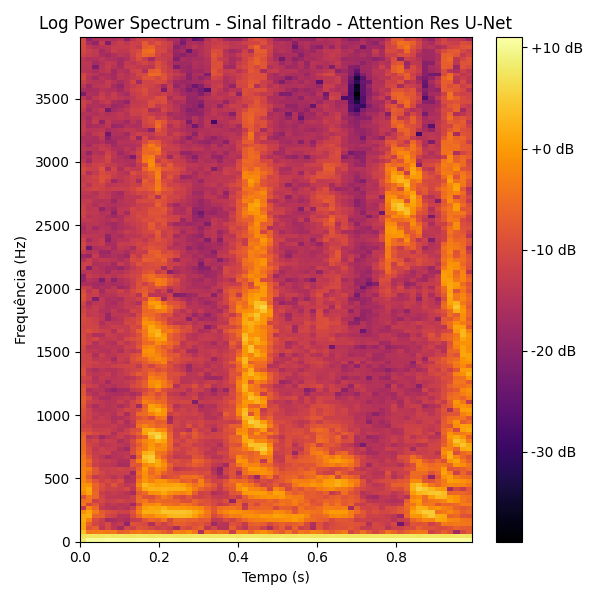 Log Power Spectrum - Sinal filtrado - Attention Res U-Net
+10 dB
+0 dB
-10 dB
-20 dB
-30 dB
Frequência (Hz)
3500
3000
2500
2000
1500
1000
500
0
0.0
0.2
0.4
0.6
0.8
Tempo (s)